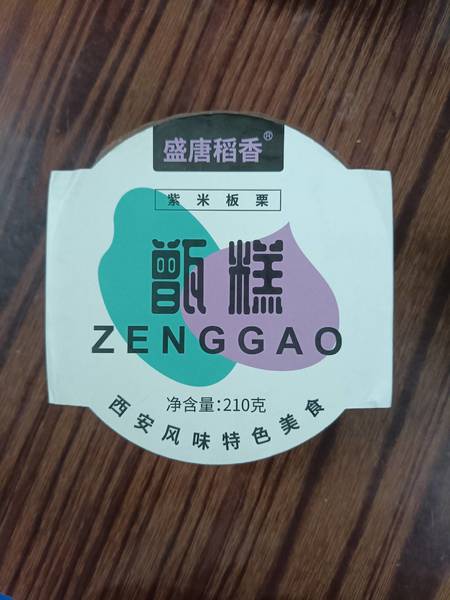 盛唐稻香®
紫米板栗
甑糕
ZENGGAO
净含量:210克
西安风味特色美食